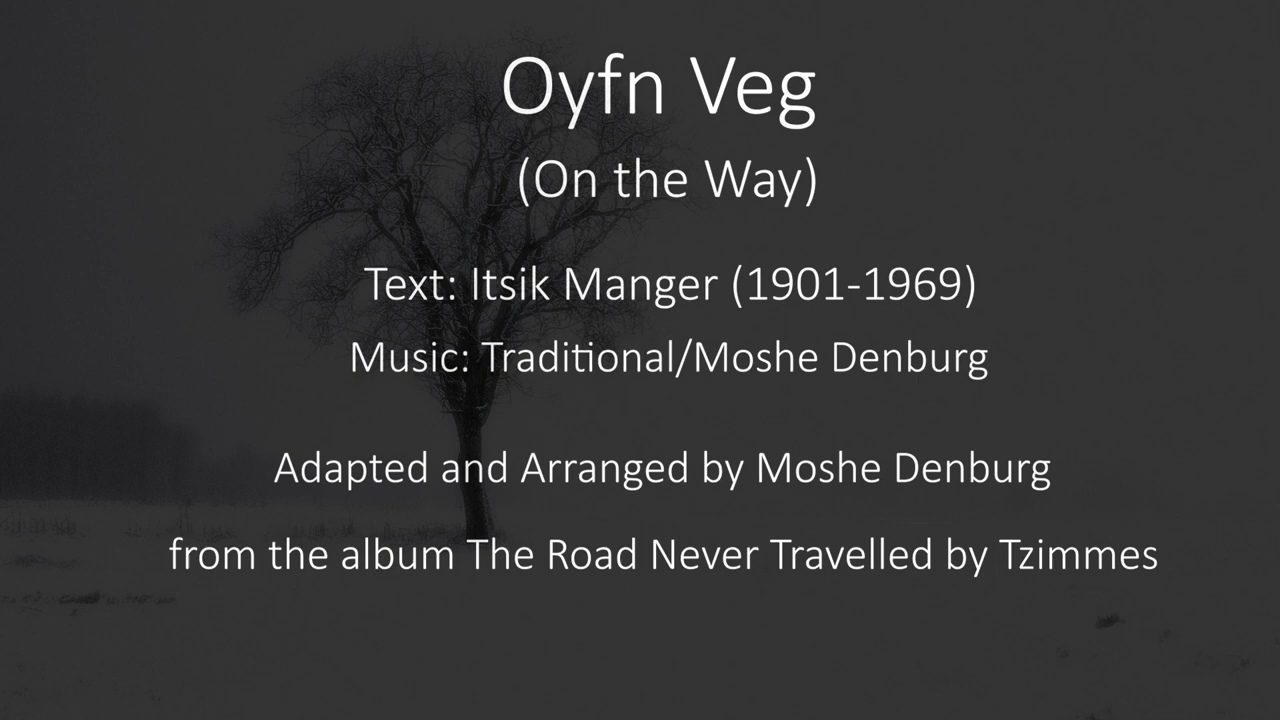 Oyfn Veg
(On the Way)
Text: Itsik Manger (1901-1969)
Music: Traditional/Moshe Denburg
Adapted and Arranged by Moshe Denburg
from the album The Road Never Travelled by Tzimmes